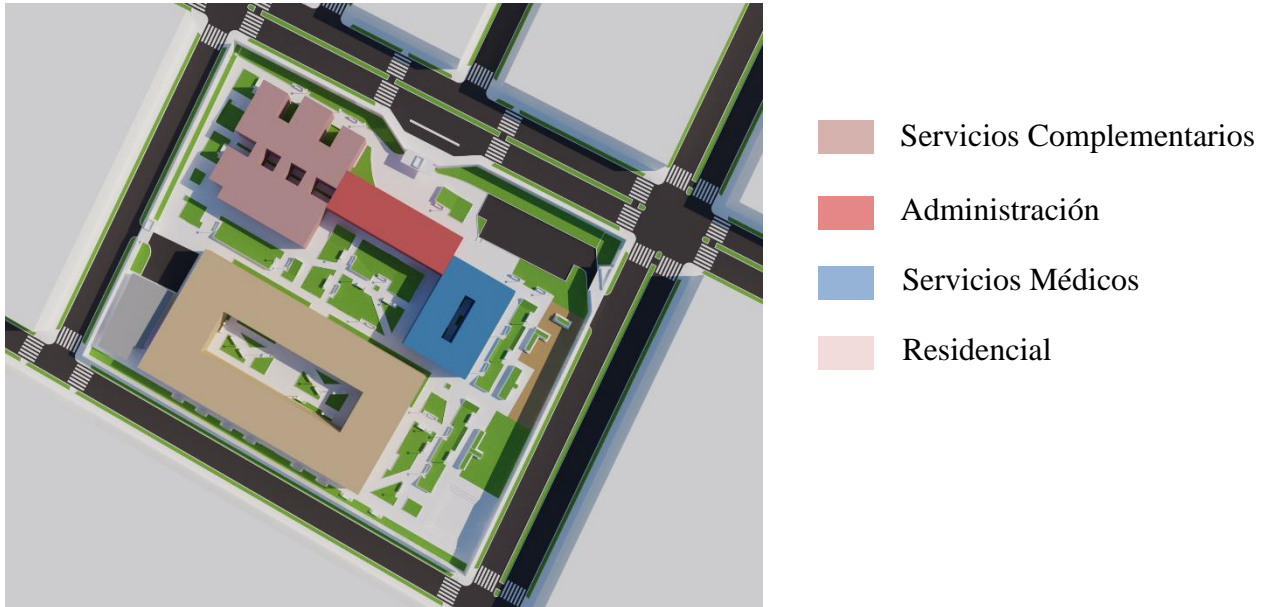 Servicios Complementarios
Administración
Servicios Médicos
Residencial